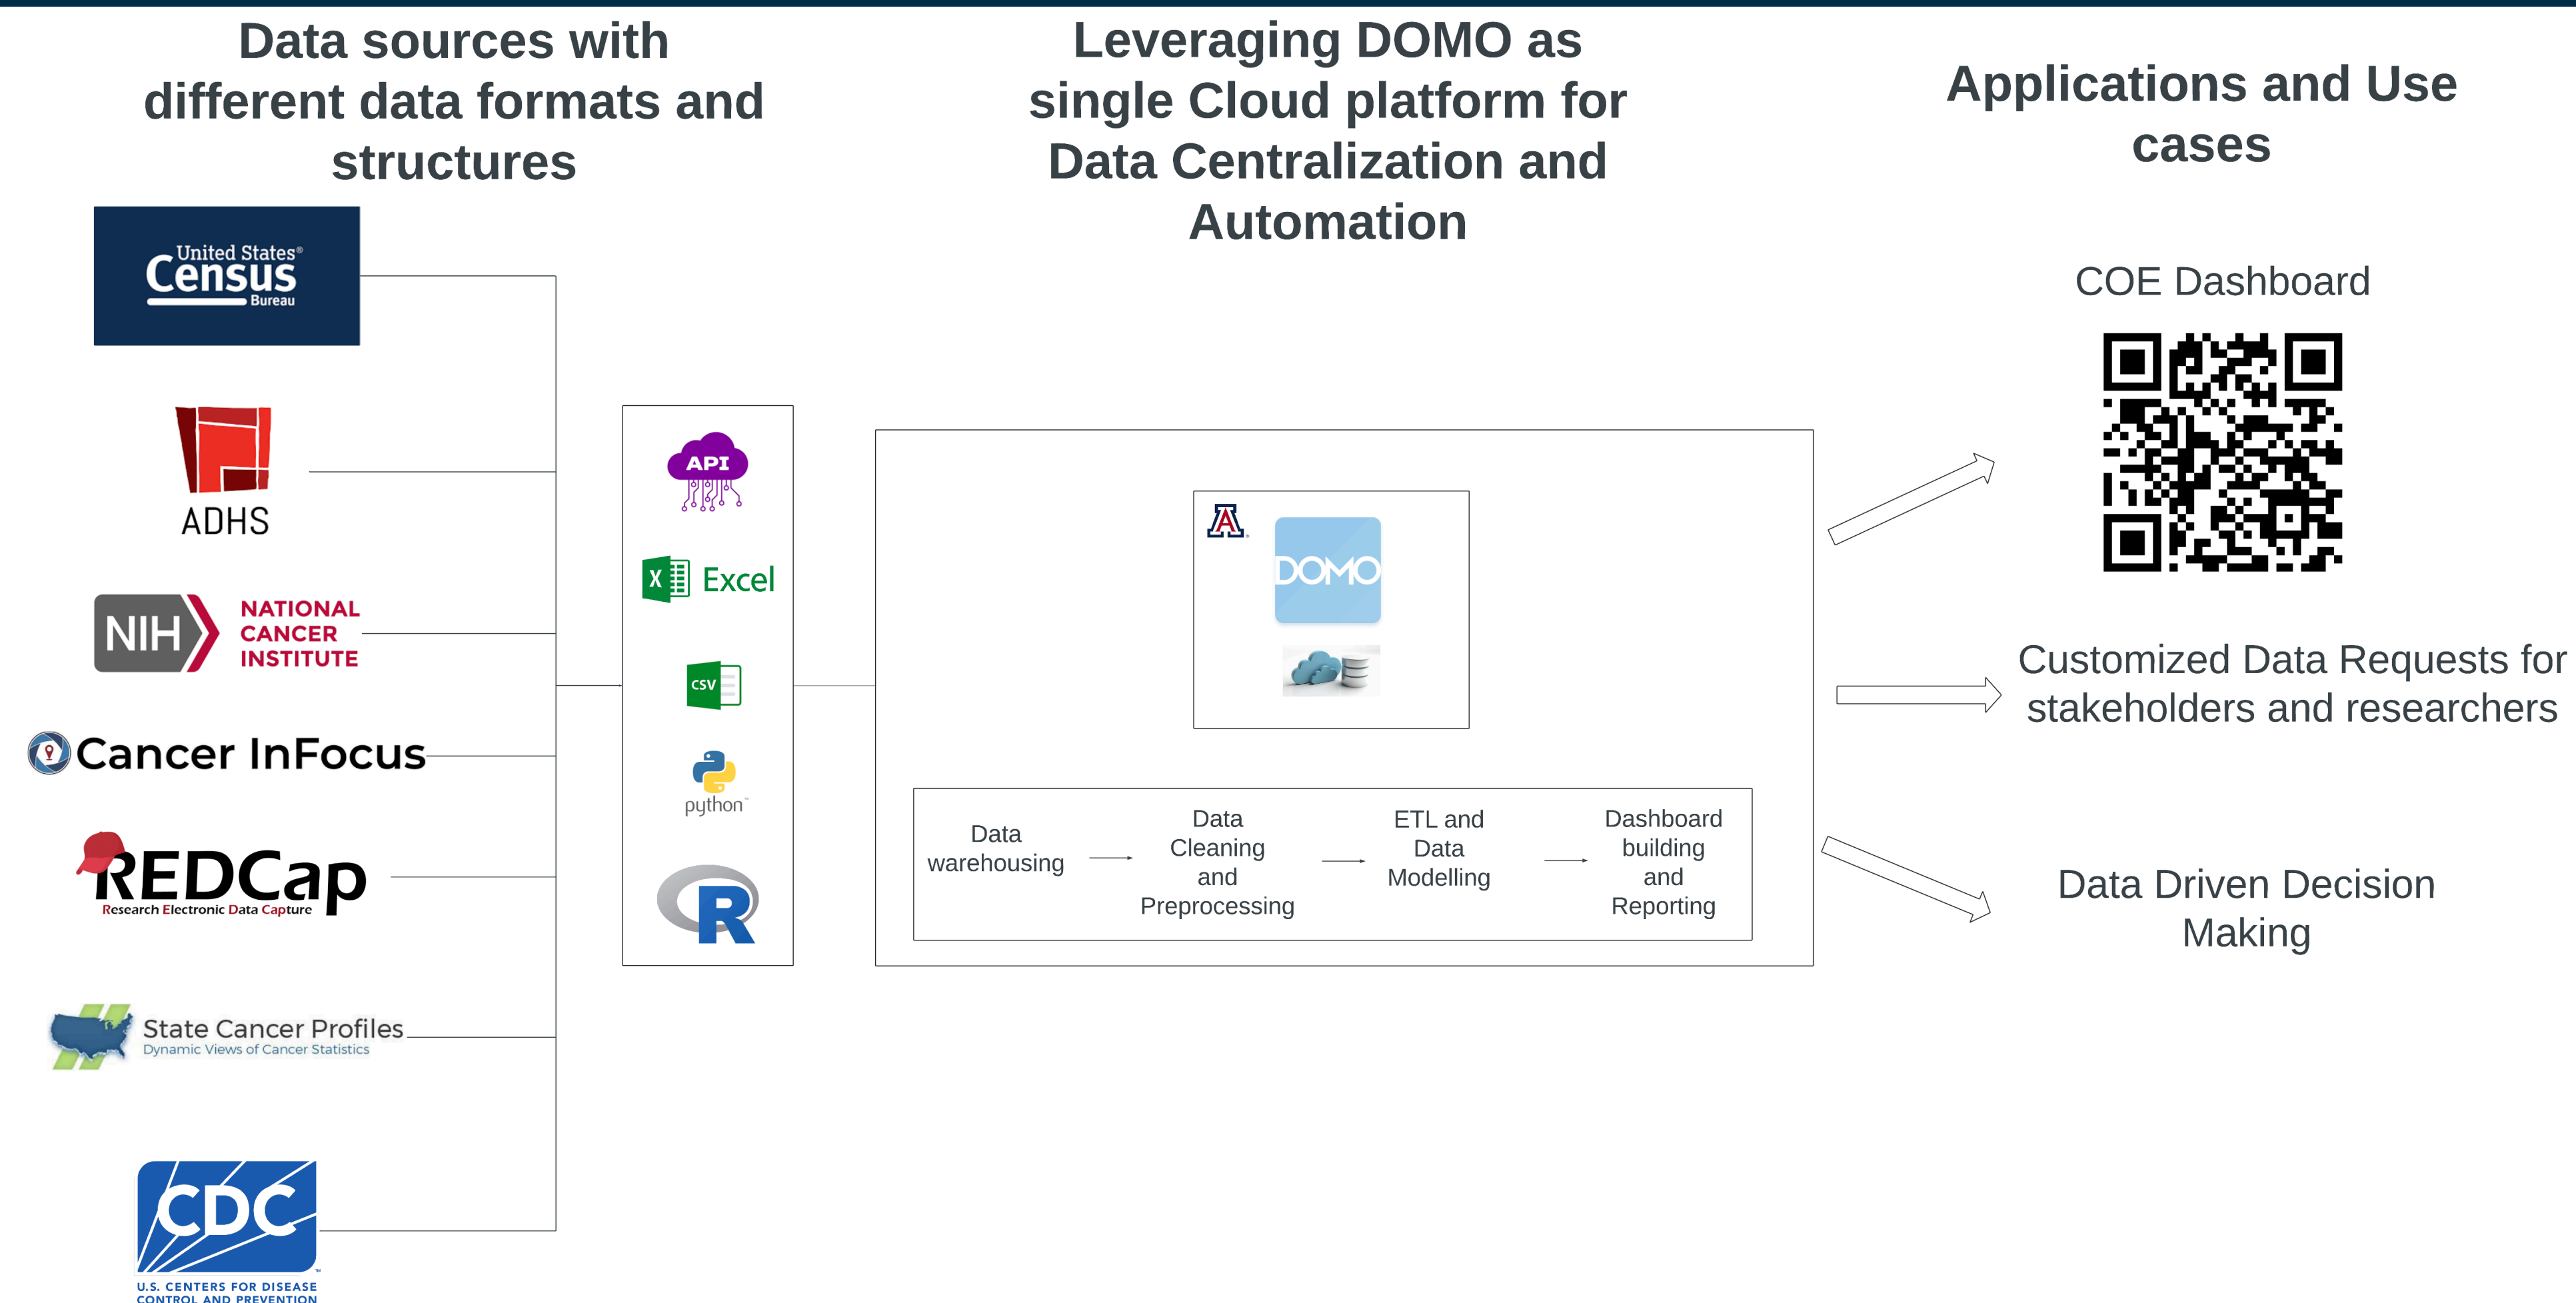 Data sources with
different data formats and
structures
Leveraging DOMO as
single Cloud platform for
Data Centralization and
Automation
Applications and Use
cases
United States®
Census
Bureau
ADHS
NIH
NATIONAL
CANCER
INSTITUTE
Cancer InFocus
REDCap
Research Electronic Data Capture
State Cancer Profiles
Dynamic Views of Cancer Statistics
CDC
™
U.S. CENTERS FOR DISEASE
CONTROL AND PREVENTION
API
X Excel
CSV
python™
R
A
DOMO
Data
warehousing
Data
Cleaning
and
Preprocessing
ETL and
Data
Modelling
Dashboard
building
and
Reporting
COE Dashboard
Customized Data Requests for
stakeholders and researchers
Data Driven Decision
Making